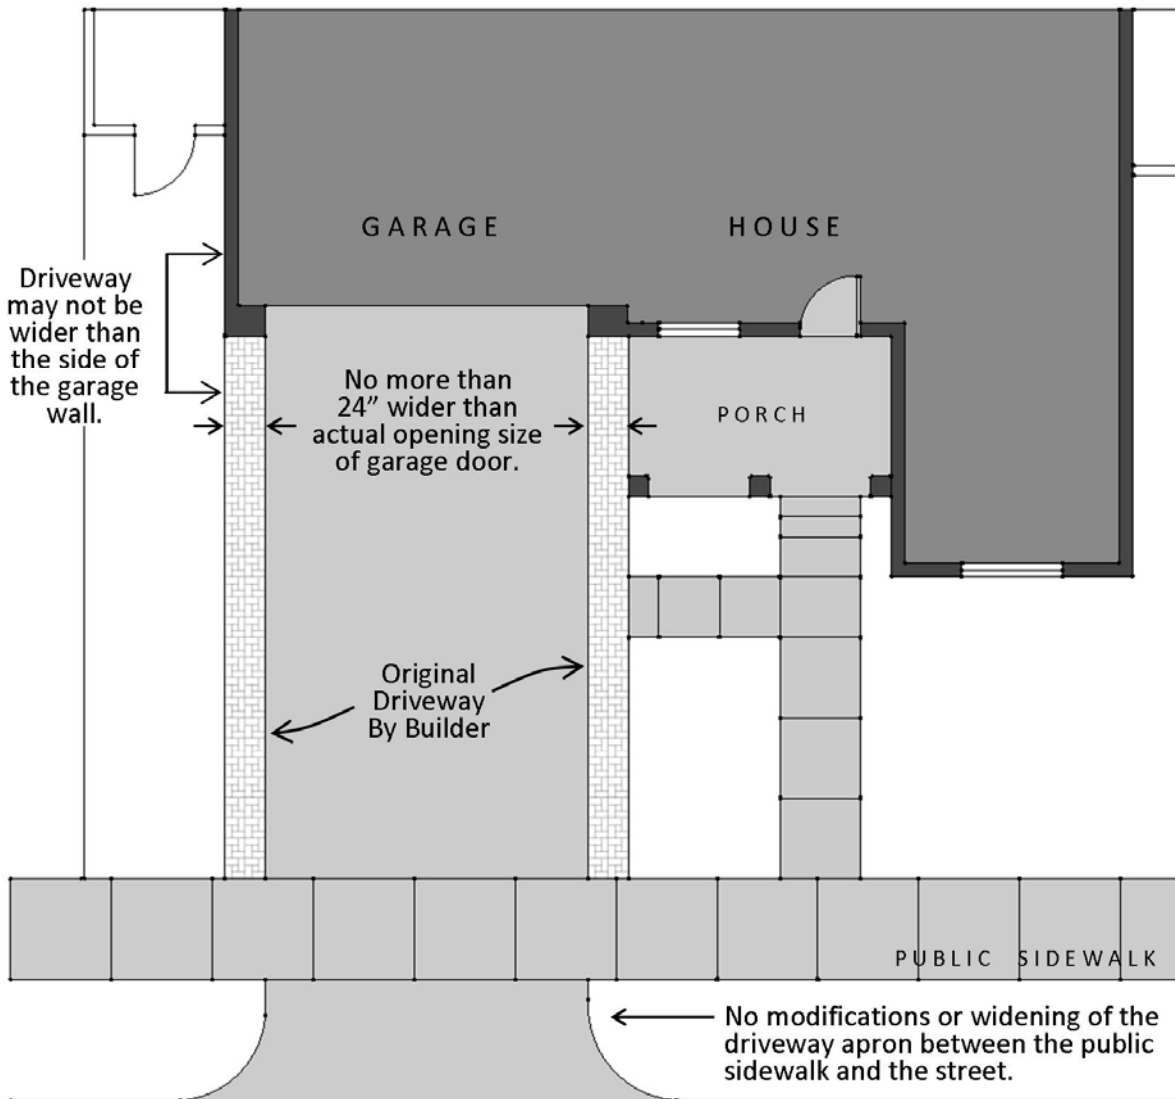 GARAGE
HOUSE
Driveway
may not be
wider than
the side of
the garage
wall.
No more than
24” wider than
actual opening size
of garage door.
PORCH
Original
Driveway
By Builder
PUBLIC SIDEWALK
No modifications or widening of the
driveway apron between the public
sidewalk and the street.